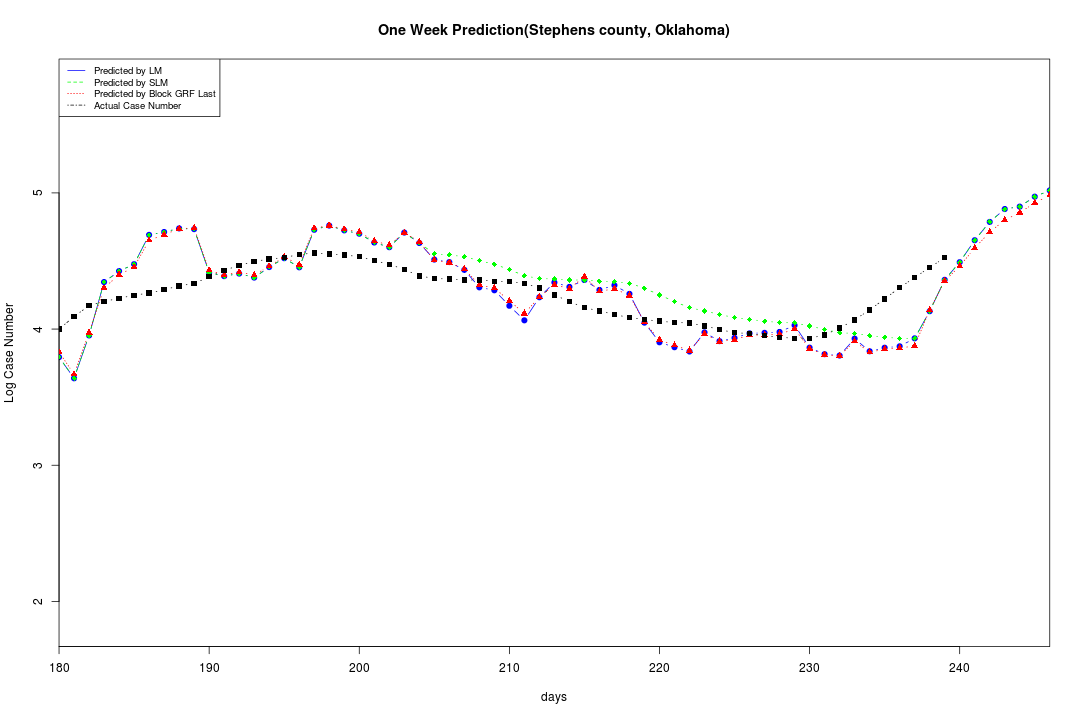 One Week Prediction(Stephens county, Oklahoma)
Predicted by LM
Predicted by SLM
Predicted by Block GRF Last
Actual Case Number
5
4
3
2
Log Case Number
180 190 200 210 220 230 240
days